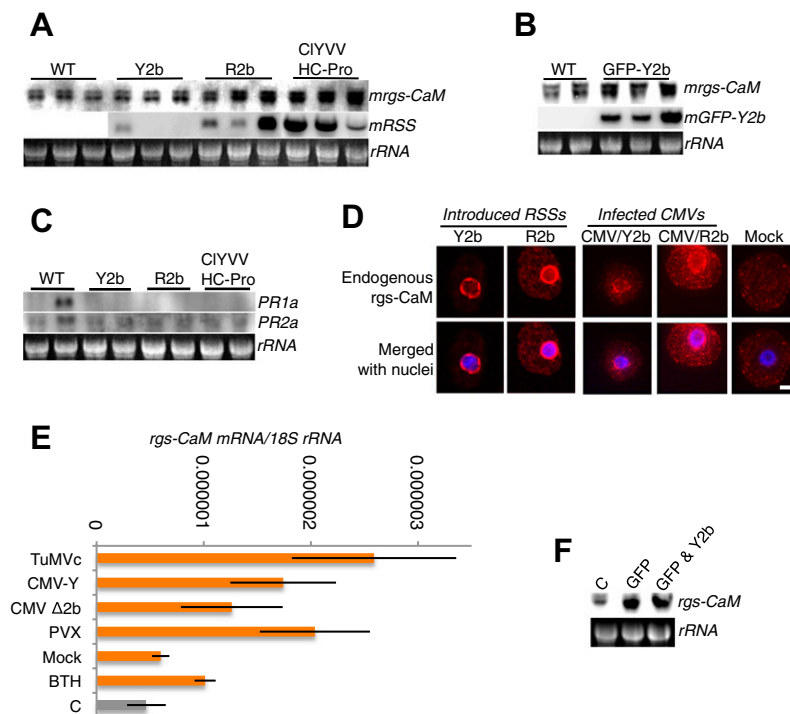 A
WT
Y2b
R2b
ClYVV
HC-Pro
mrgs-CaM
mRSS
rRNA
B
WT
GFP-Y2b
mrgs-CaM
mGFP-Y2b
rRNA
C
WT
Y2b
R2b
ClYVV
HC-Pro
PR1a
PR2a
rRNA
D
Introduced RSSs
Infected CMVs
Y2b
R2b
CMV/Y2b
CMV/R2b
Mock
Endogenous
rgs-CaM
Merged
with nuclei
E
rgs-CaM mRNA/18S rRNA
0
0.0000001
0.0000002
0.0000003
TuMVc
CMV-Y
CMV Δ2b
PVX
Mock
BTH
C
F
C
GFP
GFP & Y2b
rgs-CaM
rRNA